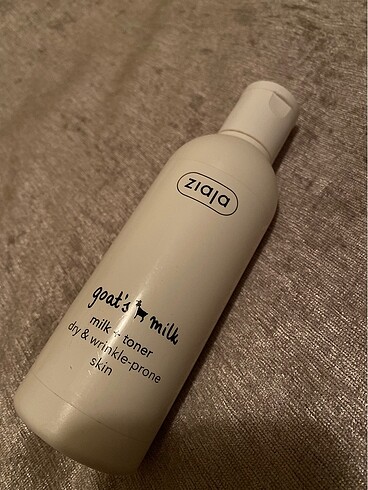 ziaja
goat's milk
milk + toner
dry & wrinkle-prone
skin